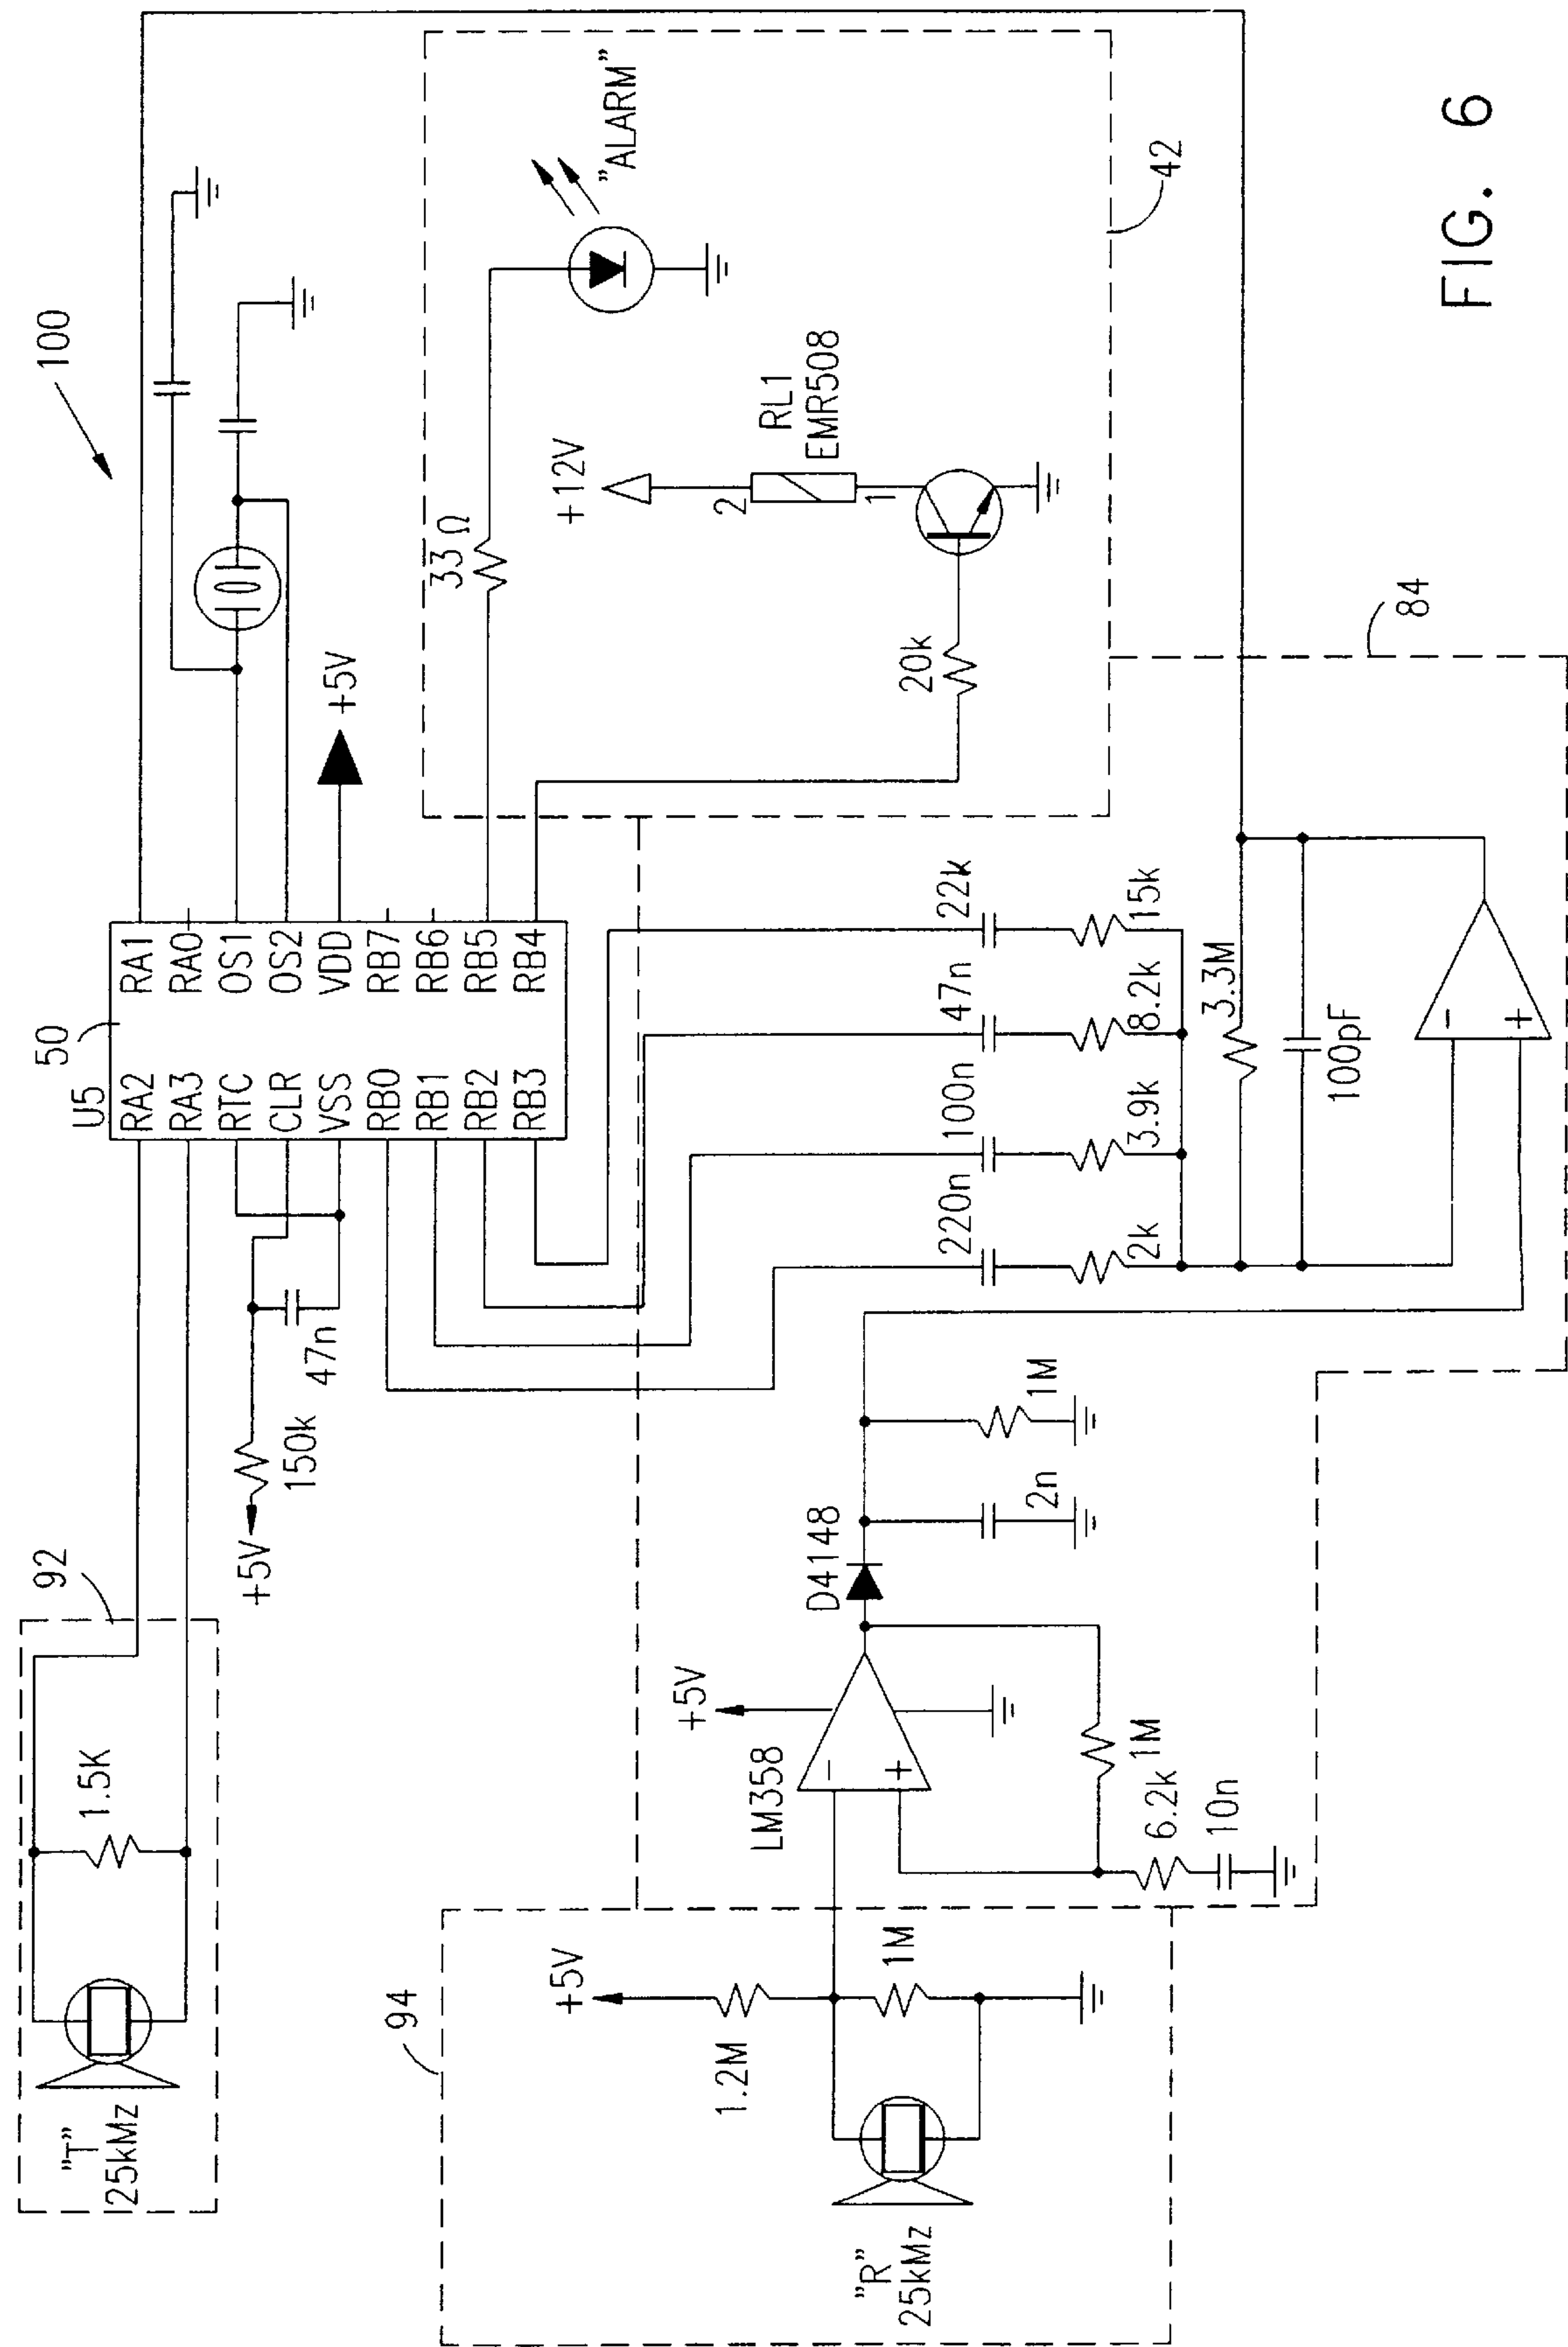 100
92
"T"
25kMz
1.5K
+5V
150k
47n
U5
50
RA2
RA3
RTC
CLR
VSS
RB0
RB1
RB2
RB3
RA1
RA0
OS1
OS2
VDD
RB7
RB6
RB5
RB4
+5V
33 Ω
"ALARM"
+12V
2
RL1
EMR508
1
20k
42
94
"R"
25kMz
+5V
1.2M
1M
LM358
+5V
-
+
1M
6.2k
10n
D4148
2n
1M
220n
100n
47n
22k
2k
3.9k
8.2k
15k
3.3M
100pF
-
+
84
FIG. 6